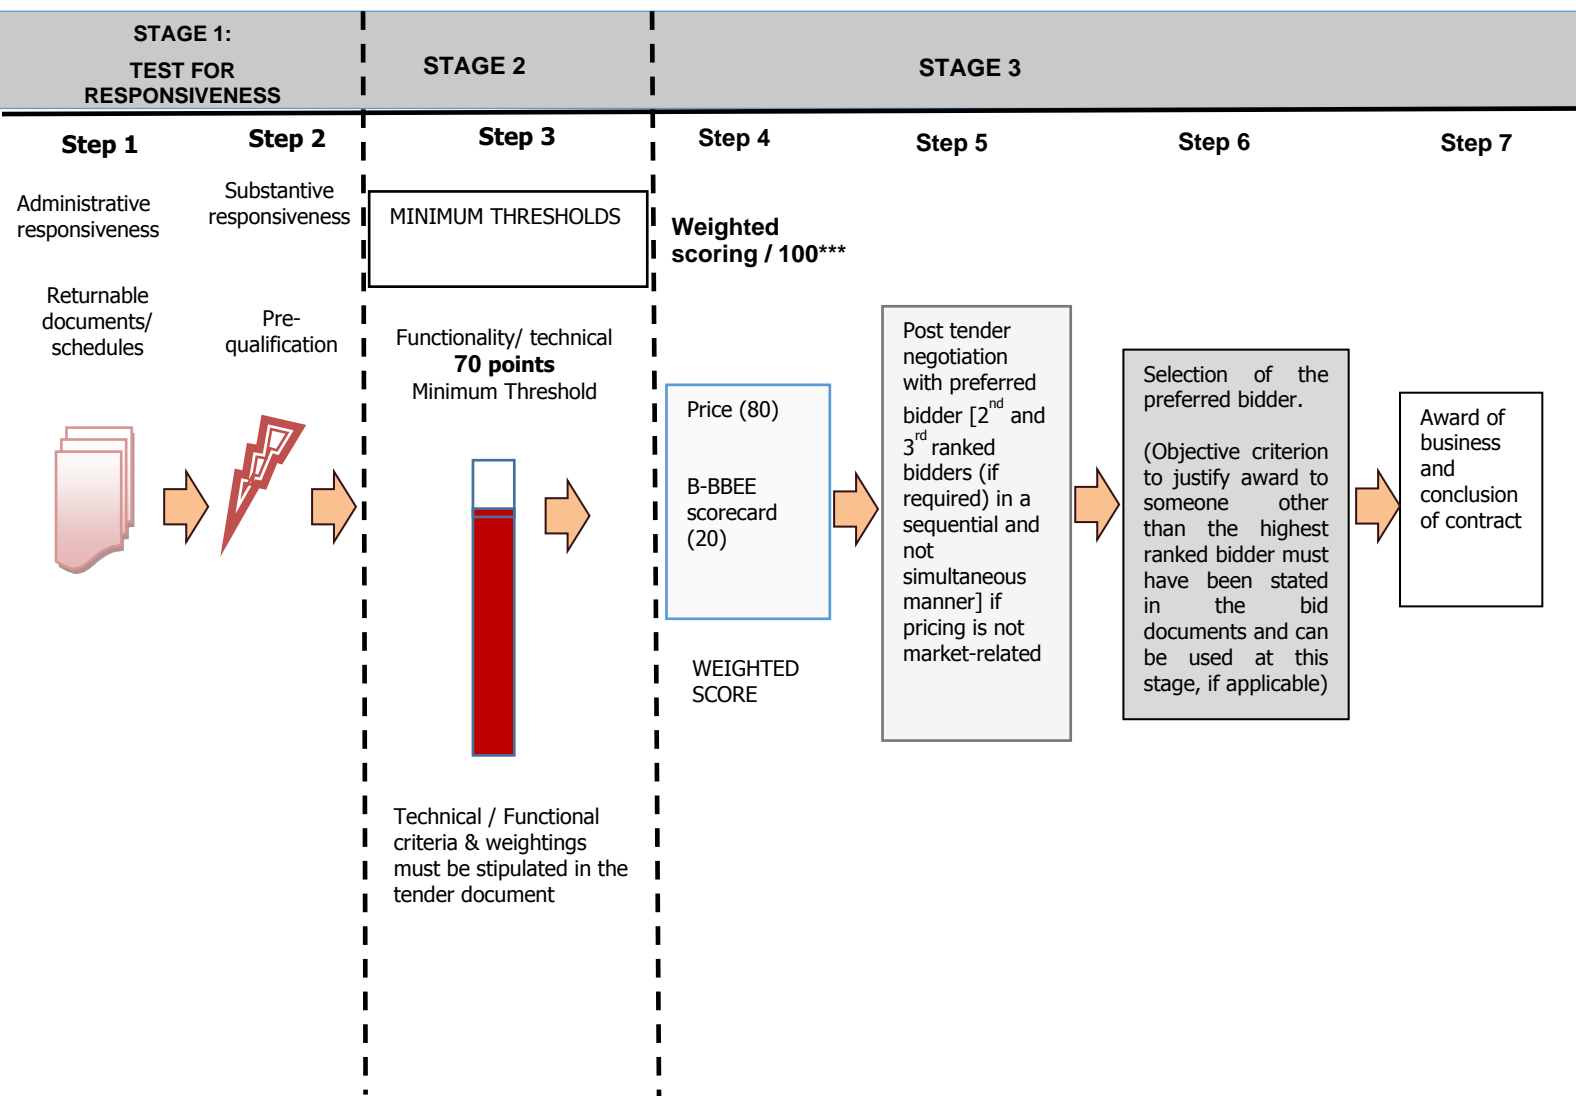 STAGE 1:
TEST FOR
RESPONSIVENESS
STAGE 2
STAGE 3
Step 1
Administrative
responsiveness
Returnable
documents/
schedules
Step 2
Substantive
responsiveness
Pre-
qualification
Step 3
MINIMUM THRESHOLDS
Functionality/ technical
70 points
Minimum Threshold
Technical / Functional
criteria & weightings
must be stipulated in the
tender document
Step 4
Weighted
scoring / 100***
Price (80)
B-BBEE
scorecard
(20)
WEIGHTED
SCORE
Step 5
Post tender
negotiation
with preferred
bidder [2nd and
3rd ranked
bidders (if
required) in a
sequential and
not
simultaneous
manner] if
pricing is not
market-related
Step 6
Selection of the
preferred bidder.
(Objective criterion
to justify award to
someone other
than the highest
ranked bidder must
have been stated
in the bid
documents and can
be used at this
stage, if applicable)
Step 7
Award of
business
and
conclusion
of contract